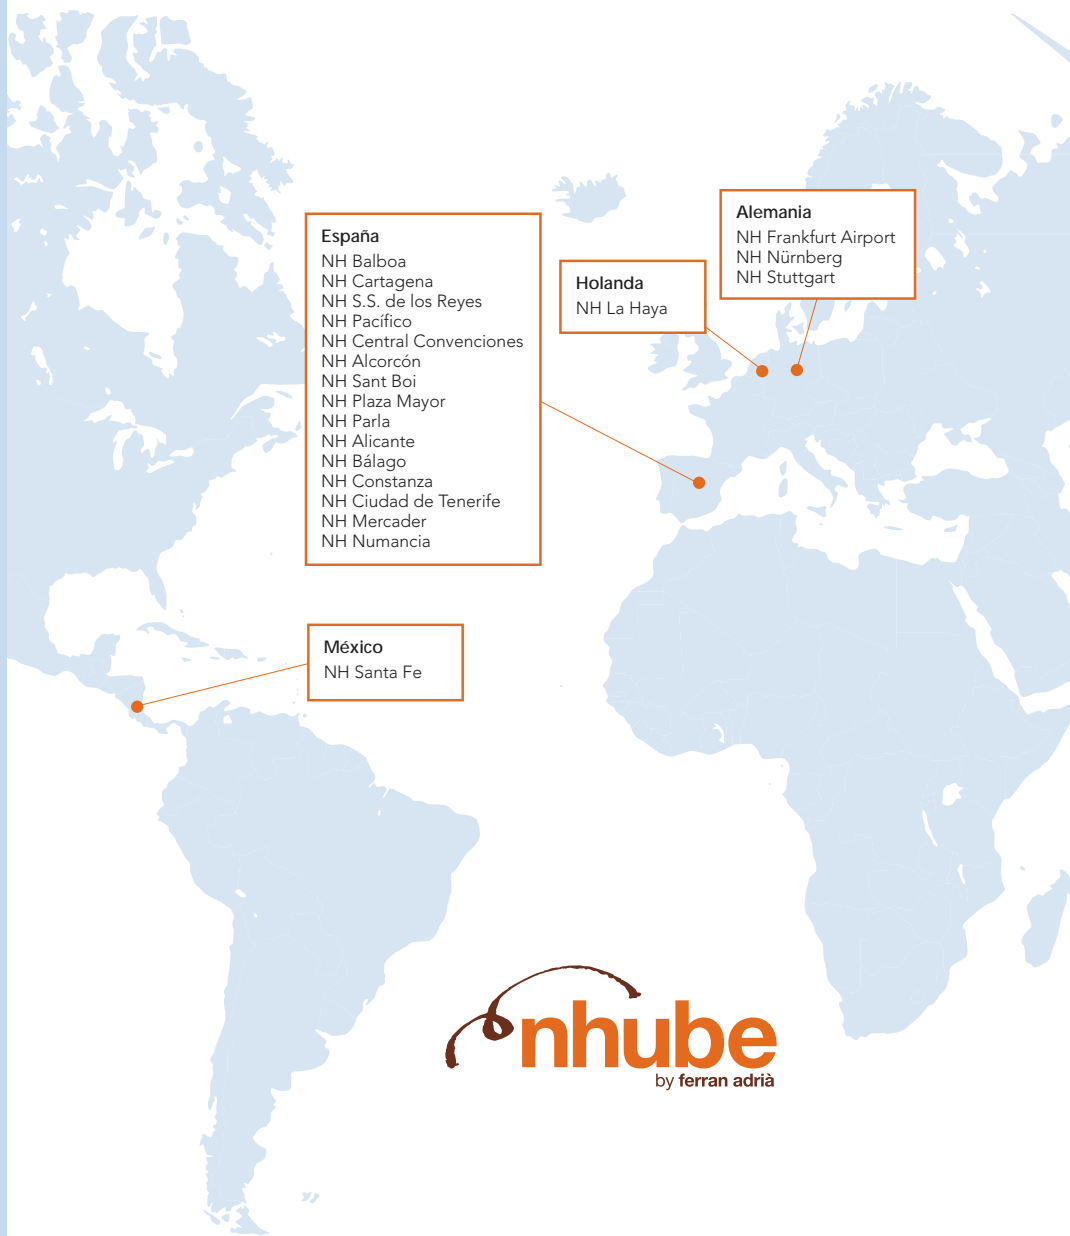 España
NH Balboa
NH Cartagena
NH S.S. de los Reyes
NH Pacífico
NH Central Convenciones
NH Alcorcón
NH Sant Boi
NH Plaza Mayor
NH Parla
NH Alicante
NH Bálago
NH Constanza
NH Ciudad de Tenerife
NH Mercader
NH Numancia
Holanda
NH La Haya
Alemania
NH Frankfurt Airport
NH Nürnberg
NH Stuttgart
México
NH Santa Fe
nhube
by ferran adrià